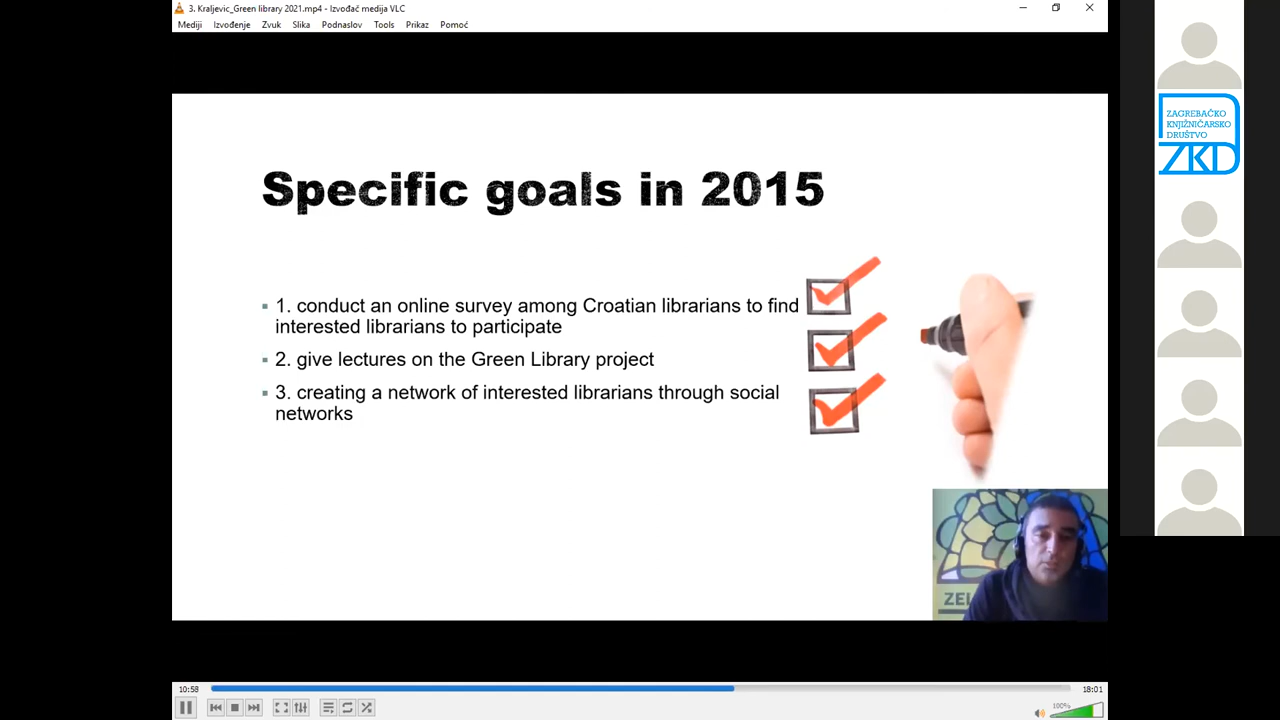 3. Kraljevic_Green library 2021.mp4 - Izvođač medija VLC
Mediji Izvođenje Zvuk Slika Podnaslov Tools Prikaz Pomoć
ZAGREBAČKO
KNJIŽNIČARSKO
DRUŠTVO
ZKD
Specific goals in 2015
1. conduct an online survey among Croatian librarians to find
interested librarians to participate
2. give lectures on the Green Library project
3. creating a network of interested librarians through social
networks
10:58
18:01
100%